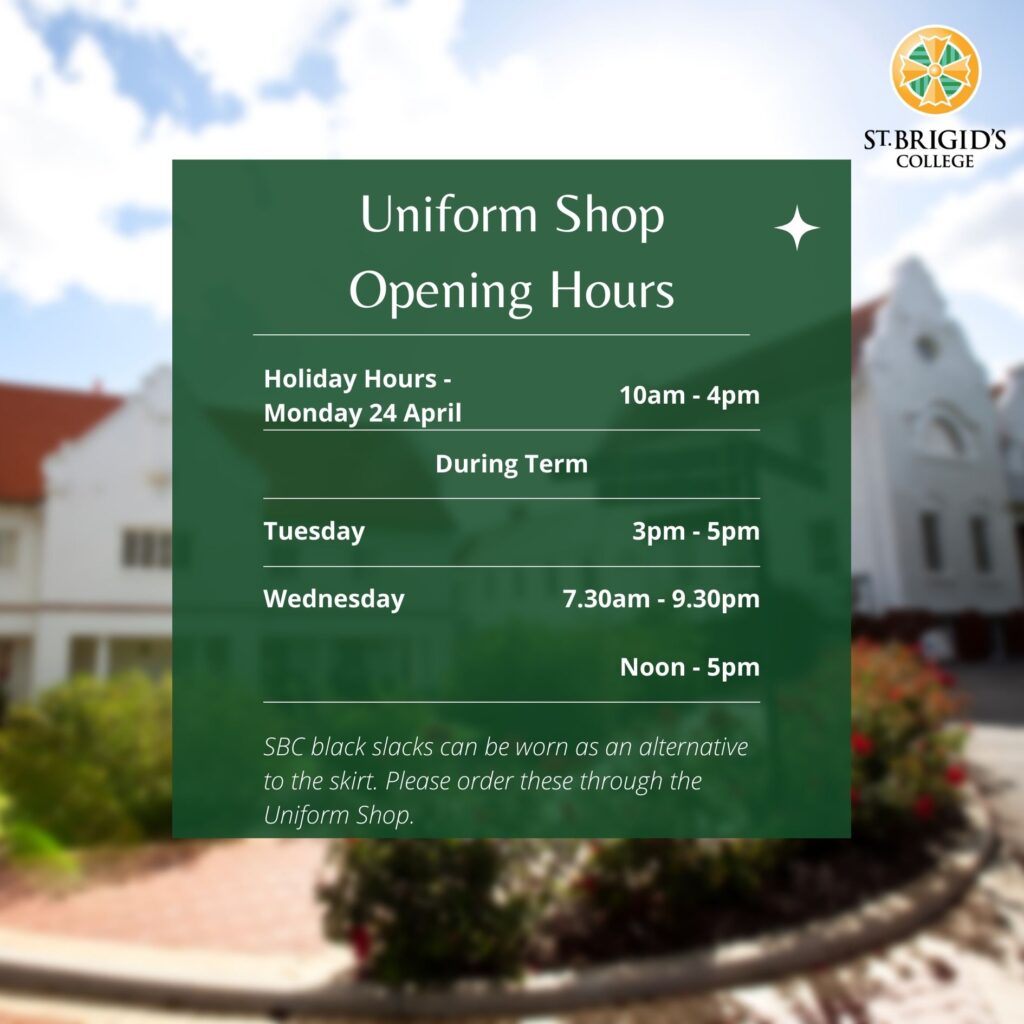 ST. BRIGID'S
COLLEGE
Uniform Shop
Opening Hours
Holiday Hours -
Monday 24 April
10am - 4pm
During Term
Tuesday 3pm - 5pm
Wednesday 7.30am - 9.30pm
Noon - 5pm
SBC black slacks can be worn as an alternative
to the skirt. Please order these through the
Uniform Shop.